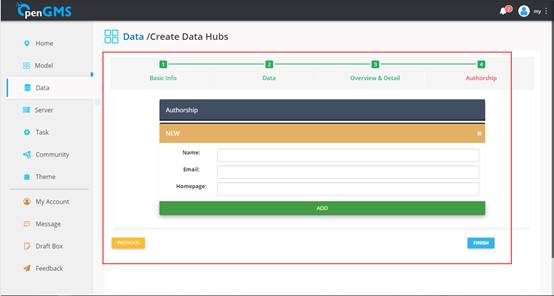 OpenGMS
my
Home
Model
Data
Server
Task
Community
Theme
My Account
Message
Draft Box
Feedback
Data /Create Data Hubs
1 2 3 4
Basic Info Data Overview & Detail Authorship
Authorship
NEW ×
Name:
Email:
Homepage:
ADD
PREVIOUS FINISH